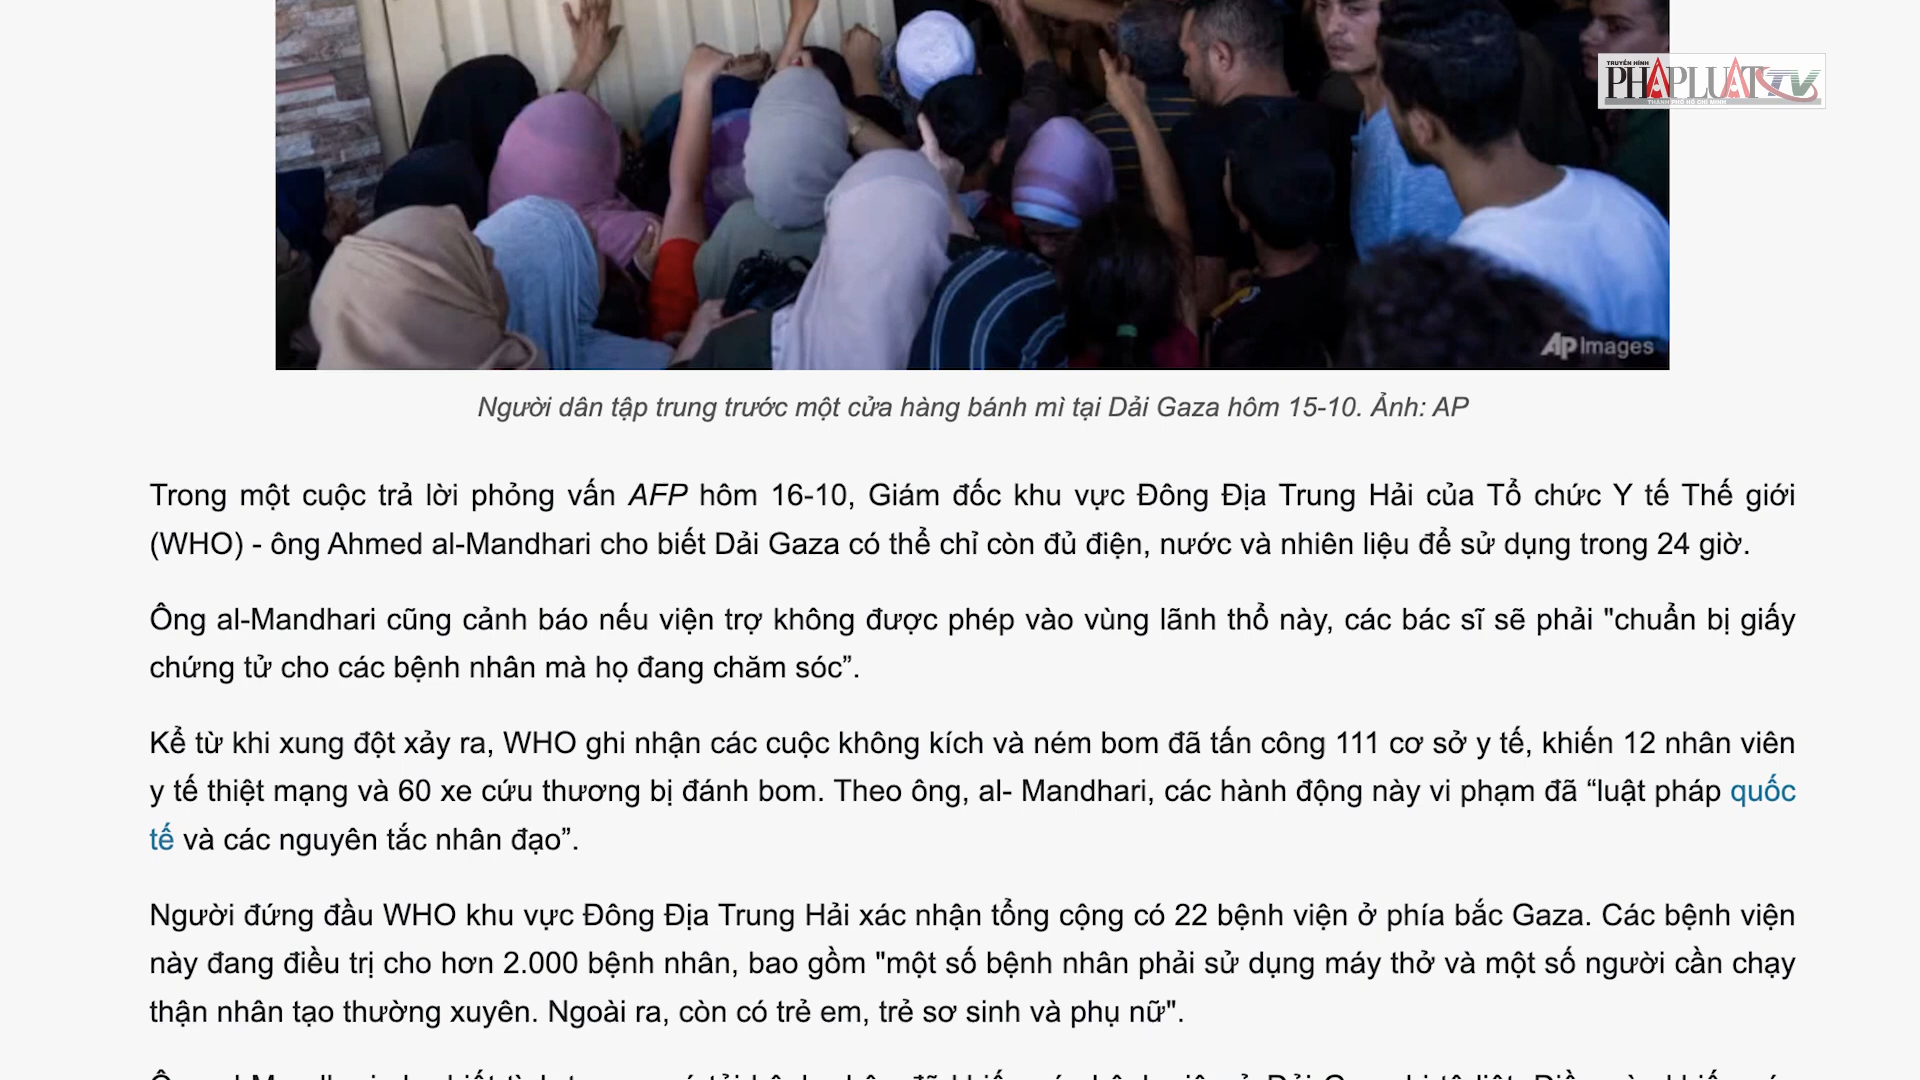 TRUYỀN HÌNH
PHÁPLUẬT TV
THÀNH PHỐ HỒ CHÍ MINH
AP Images
Người dân tập trung trước một cửa hàng bánh mì tại Dải Gaza hôm 15-10. Ảnh: AP
Trong một cuộc trả lời phỏng vấn AFP hôm 16-10, Giám đốc khu vực Đông Địa Trung Hải của Tổ chức Y tế Thế giới
(WHO) - ông Ahmed al-Mandhari cho biết Dải Gaza có thể chỉ còn đủ điện, nước và nhiên liệu để sử dụng trong 24 giờ.
Ông al-Mandhari cũng cảnh báo nếu viện trợ không được phép vào vùng lãnh thổ này, các bác sĩ sẽ phải "chuẩn bị giấy
chứng tử cho các bệnh nhân mà họ đang chăm sóc”.
Kể từ khi xung đột xảy ra, WHO ghi nhận các cuộc không kích và ném bom đã tấn công 111 cơ sở y tế, khiến 12 nhân viên
y tế thiệt mạng và 60 xe cứu thương bị đánh bom. Theo ông, al- Mandhari, các hành động này vi phạm đã “luật pháp quốc
tế và các nguyên tắc nhân đạo”.
Người đứng đầu WHO khu vực Đông Địa Trung Hải xác nhận tổng cộng có 22 bệnh viện ở phía bắc Gaza. Các bệnh viện
này đang điều trị cho hơn 2.000 bệnh nhân, bao gồm "một số bệnh nhân phải sử dụng máy thở và một số người cần chạy
thận nhân tạo thường xuyên. Ngoài ra, còn có trẻ em, trẻ sơ sinh và phụ nữ".